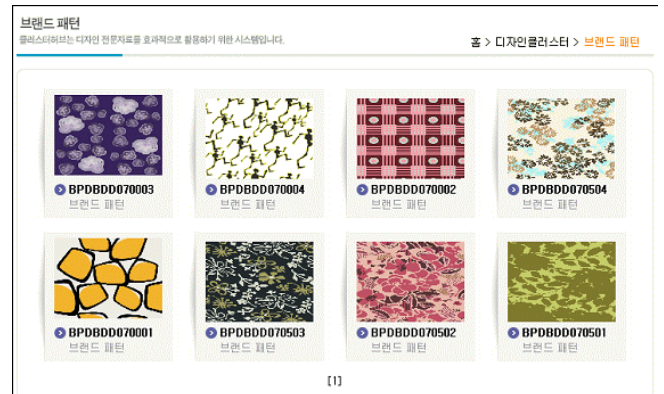 브랜드 패턴
클러스터허브는 디자인 전문자료를 효과적으로 활용하기 위한 시스템입니다.
홈 > 디자인클러스터 > 브랜드 패턴
BPDBDD070003
브랜드 패턴
BPDBDD070004
브랜드 패턴
BPDBDD070002
브랜드 패턴
BPDBDD070504
브랜드 패턴
BPDBDD070001
브랜드 패턴
BPDBDD070503
브랜드 패턴
BPDBDD070502
브랜드 패턴
BPDBDD070501
브랜드 패턴
[1]